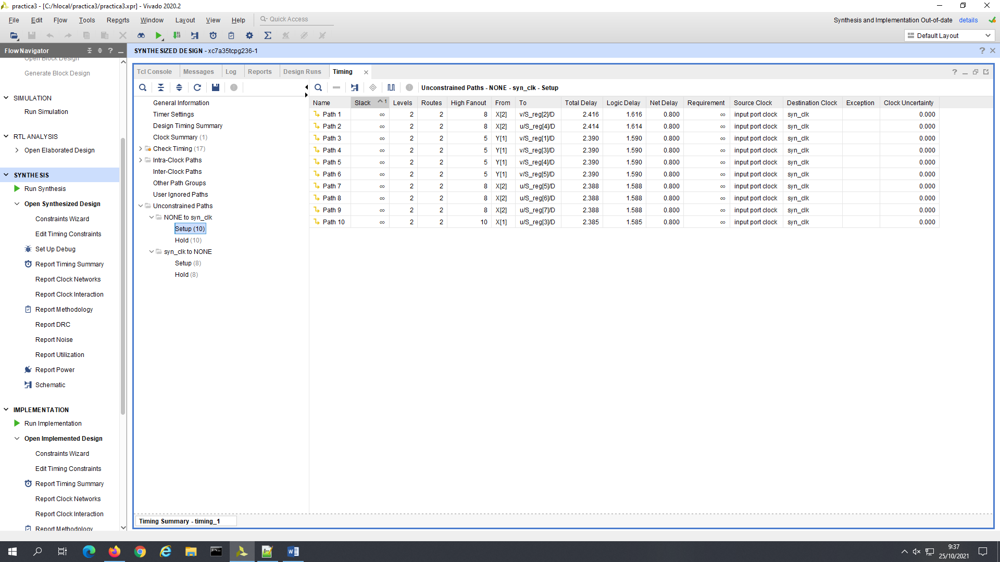 practica3 - [C:/hlocal/practica3/practica3.xpr] - Vivado 2020.2
File Edit Flow Tools Reports Window Layout View Help Quick Access
Synthesis and Implementation Out-of-date details
Default Layout
Flow Navigator
SYNTHESIZED DESIGN - xc7a35tcpg236-1
Open Block Design
Generate Block Design
SIMULATION
Run Simulation
RTL ANALYSIS
Open Elaborated Design
SYNTHESIS
Run Synthesis
Open Synthesized Design
Constraints Wizard
Edit Timing Constraints
Set Up Debug
Report Timing Summary
Report Clock Networks
Report Clock Interaction
Report Methodology
Report DRC
Report Noise
Report Utilization
Report Power
Schematic
IMPLEMENTATION
Run Implementation
Open Implemented Design
Constraints Wizard
Edit Timing Constraints
Report Timing Summary
Report Clock Networks
Report Clock Interaction
Report Methodology
Tcl Console Messages Log Reports Design Runs Timing
General Information
Timer Settings
Design Timing Summary
Clock Summary (1)
Check Timing (17)
Intra-Clock Paths
Inter-Clock Paths
Other Path Groups
User Ignored Paths
Unconstrained Paths
NONE to syn_clk
Setup (10)
Hold (10)
syn_clk to NONE
Setup (8)
Hold (8)
Unconstrained Paths - NONE - syn_clk - Setup
Name Slack 1 Levels Routes High Fanout From To Total Delay Logic Delay Net Delay Requirement Source Clock Destination Clock Exception Clock Uncertainty
Path 1 ∞ 2 2 8 X[2] v/S_reg[2]/D 2.416 1.616 0.800 ∞ input port clock syn_clk 0.000
Path 2 ∞ 2 2 8 X[2] u/S_reg[4]/D 2.414 1.614 0.800 ∞ input port clock syn_clk 0.000
Path 3 ∞ 2 2 5 Y[1] v/S_reg[1]/D 2.390 1.590 0.800 ∞ input port clock syn_clk 0.000
Path 4 ∞ 2 2 5 Y[1] v/S_reg[3]/D 2.390 1.590 0.800 ∞ input port clock syn_clk 0.000
Path 5 ∞ 2 2 5 Y[1] v/S_reg[4]/D 2.390 1.590 0.800 ∞ input port clock syn_clk 0.000
Path 6 ∞ 2 2 5 Y[1] v/S_reg[5]/D 2.390 1.590 0.800 ∞ input port clock syn_clk 0.000
Path 7 ∞ 2 2 8 X[2] u/S_reg[5]/D 2.388 1.588 0.800 ∞ input port clock syn_clk 0.000
Path 8 ∞ 2 2 8 X[2] u/S_reg[6]/D 2.388 1.588 0.800 ∞ input port clock syn_clk 0.000
Path 9 ∞ 2 2 8 X[2] u/S_reg[7]/D 2.388 1.588 0.800 ∞ input port clock syn_clk 0.000
Path 10 ∞ 2 2 10 X[1] u/S_reg[3]/D 2.385 1.585 0.800 ∞ input port clock syn_clk 0.000
Timing Summary - timing_1
9:37
25/10/2021